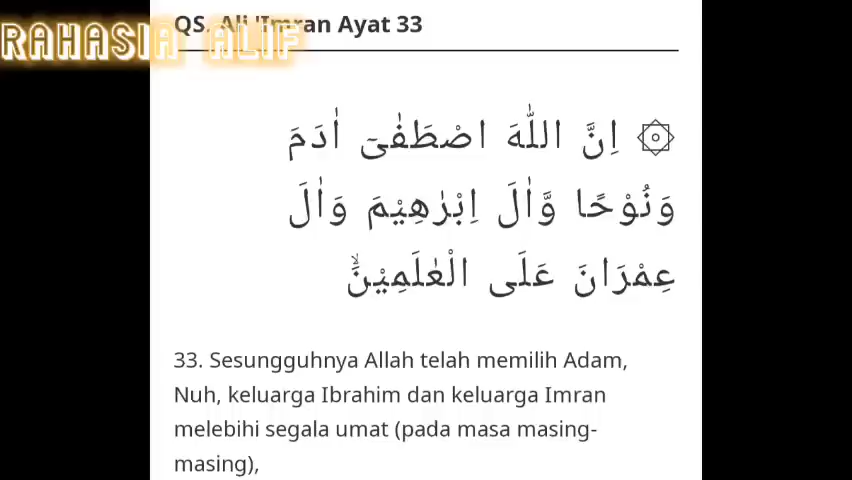 QS. Ali 'Imran Ayat 33
RAHASIA ALIF
۞ اِنَّ اللّٰهَ اصْطَفٰىٓ اٰدَمَ
وَنُوْحًا وَّاٰلَ اِبْرٰهِيْمَ وَاٰلَ
عِمْرَانَ عَلَى الْعٰلَمِيْنَۙ
33. Sesungguhnya Allah telah memilih Adam,
Nuh, keluarga Ibrahim dan keluarga Imran
melebihi segala umat (pada masa masing-
masing),